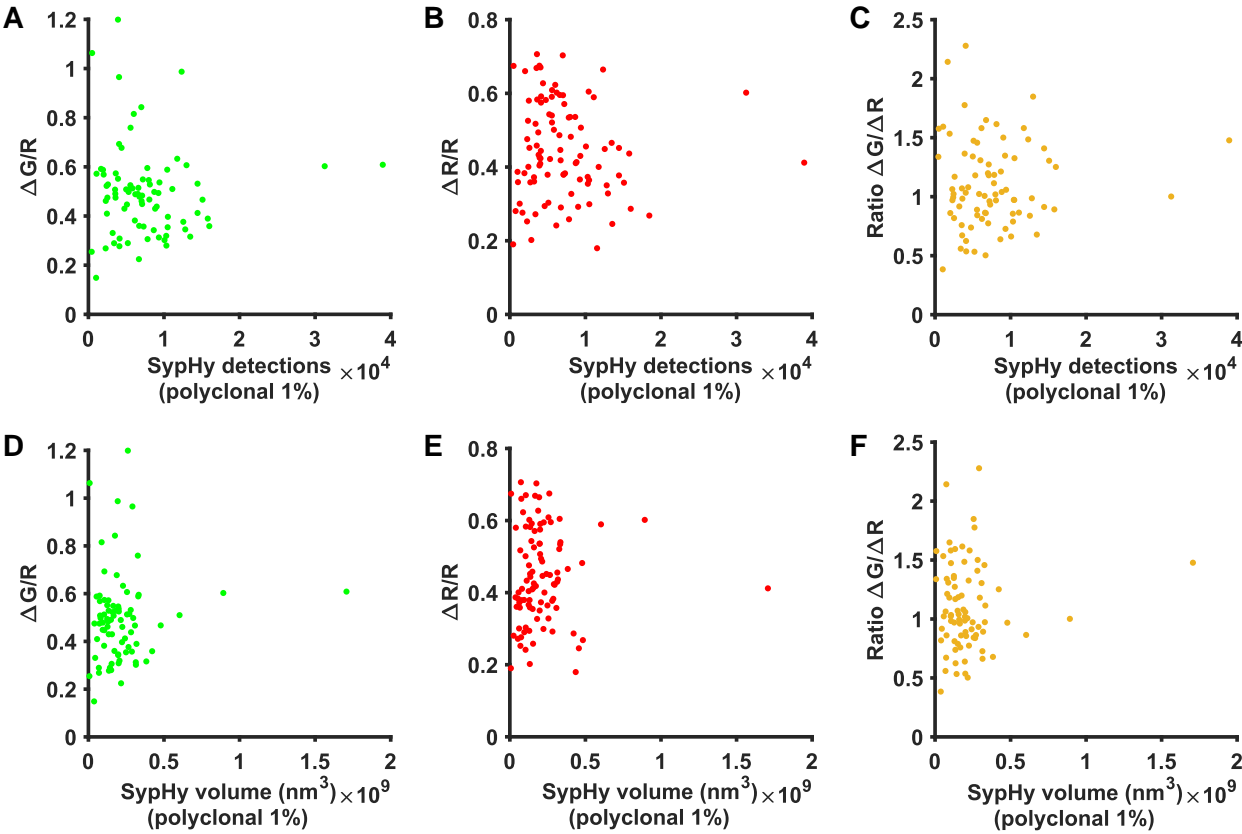 A
1.2
1
0.8
0.6
0.4
0.2
0
ΔG/R
0 1 2 3 4
SypHy detections ×10⁴
(polyclonal 1%)
B
0.8
0.6
0.4
0.2
0
ΔR/R
0 1 2 3 4
SypHy detections ×10⁴
(polyclonal 1%)
C
2.5
2
1.5
1
0.5
0
Ratio ΔG/ΔR
0 1 2 3 4
SypHy detections ×10⁴
(polyclonal 1%)
D
1.2
1
0.8
0.6
0.4
0.2
0
ΔG/R
0 0.5 1 1.5 2
SypHy volume (nm³) ×10⁹
(polyclonal 1%)
E
0.8
0.6
0.4
0.2
0
ΔR/R
0 0.5 1 1.5 2
SypHy volume (nm³) ×10⁹
(polyclonal 1%)
F
2.5
2
1.5
1
0.5
0
Ratio ΔG/ΔR
0 0.5 1 1.5 2
SypHy volume (nm³) ×10⁹
(polyclonal 1%)